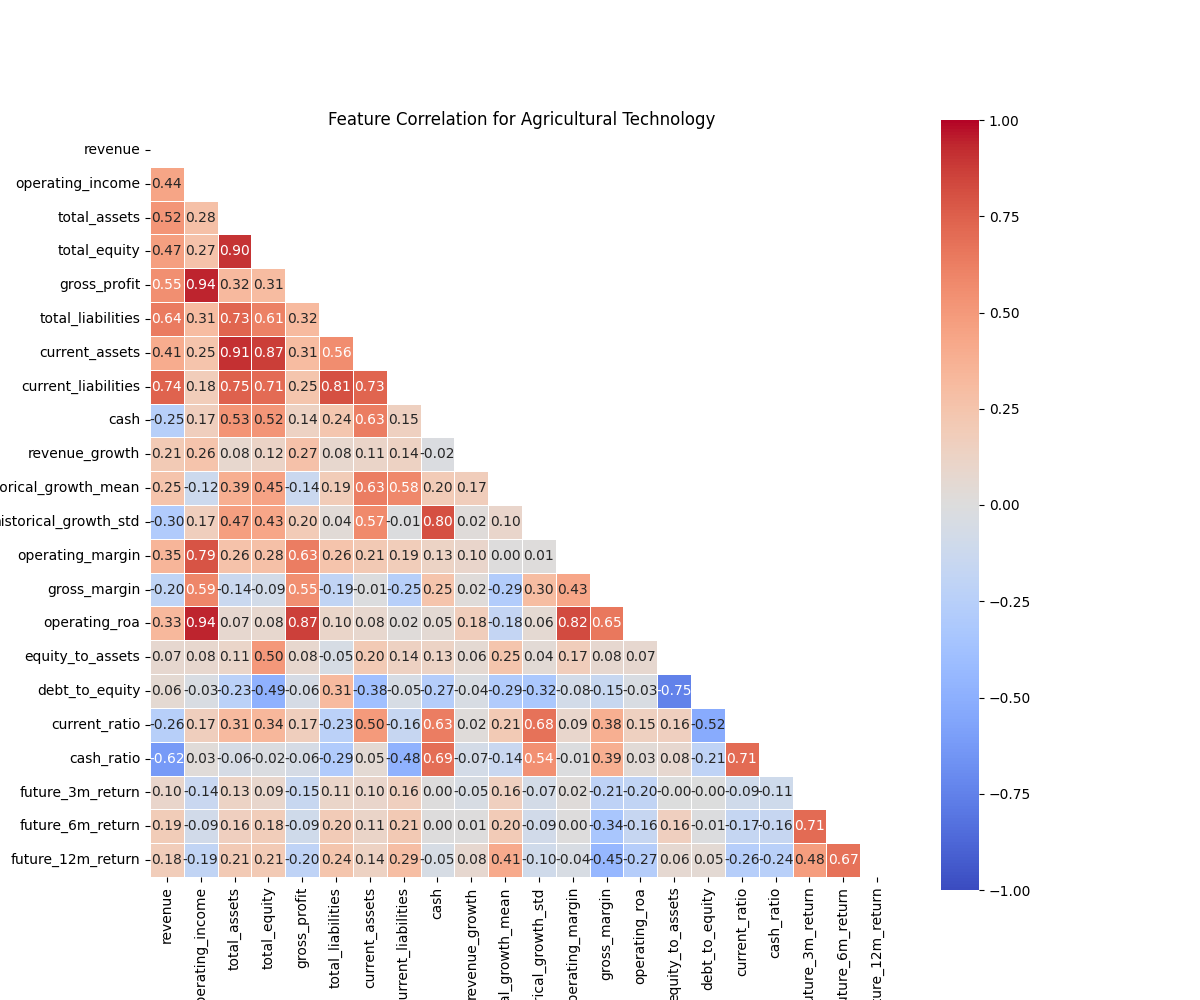 Feature Correlation for Agricultural Technology
revenue
operating_income 0.44
total_assets 0.52 0.28
total_equity 0.47 0.27 0.90
gross_profit 0.55 0.94 0.32 0.31
total_liabilities 0.64 0.31 0.73 0.61 0.32
current_assets 0.41 0.25 0.91 0.87 0.31 0.56
current_liabilities 0.74 0.18 0.75 0.71 0.25 0.81 0.73
cash -0.25 0.17 0.53 0.52 0.14 0.24 0.63 0.15
revenue_growth 0.21 0.26 0.08 0.12 0.27 0.08 0.11 0.14 -0.02
orical_growth_mean 0.25 -0.12 0.39 0.45 -0.14 0.19 0.63 0.58 0.20 0.17
istorical_growth_std -0.30 0.17 0.47 0.43 0.20 0.04 0.57 -0.01 0.80 0.02 0.10
operating_margin 0.35 0.79 0.26 0.28 0.63 0.26 0.21 0.19 0.13 0.10 0.00 0.01
gross_margin -0.20 0.59 -0.14 -0.09 0.55 -0.19 -0.01 -0.25 0.25 0.02 -0.29 0.30 0.43
operating_roa 0.33 0.94 0.07 0.08 0.87 0.10 0.08 0.02 0.05 0.18 -0.18 0.06 0.82 0.65
equity_to_assets 0.07 0.08 0.11 0.50 0.08 -0.05 0.20 0.14 0.13 0.06 0.25 0.04 0.17 0.08 0.07
debt_to_equity 0.06 -0.03 -0.23 -0.49 -0.06 0.31 -0.38 -0.05 -0.27 -0.04 -0.29 -0.32 -0.08 -0.15 -0.03 -0.75
current_ratio -0.26 0.17 0.31 0.34 0.17 -0.23 0.50 -0.16 0.63 0.02 0.21 0.68 0.09 0.38 0.15 0.16 -0.52
cash_ratio -0.62 0.03 -0.06 -0.02 -0.06 -0.29 0.05 -0.48 0.69 -0.07 -0.14 0.54 -0.01 0.39 0.03 0.08 -0.21 0.71
future_3m_return 0.10 -0.14 0.13 0.09 -0.15 0.11 0.10 0.16 0.00 -0.05 0.16 -0.07 0.02 -0.21 -0.20 -0.00 -0.00 -0.09 -0.11
future_6m_return 0.19 -0.09 0.16 0.18 -0.09 0.20 0.11 0.21 0.00 0.01 0.20 -0.09 0.00 -0.34 -0.16 0.16 -0.01 -0.17 -0.16 0.71
future_12m_return 0.18 -0.19 0.21 0.21 -0.20 0.24 0.14 0.29 -0.05 0.08 0.41 -0.10 -0.04 -0.45 -0.27 0.06 0.05 -0.26 -0.24 0.48 0.67
revenue
perating_income
total_assets
total_equity
gross_profit
total_liabilities
current_assets
urrent_liabilities
cash
revenue_growth
al_growth_mean
rical_growth_std
perating_margin
gross_margin
operating_roa
equity_to_assets
debt_to_equity
current_ratio
cash_ratio
uture_3m_return
uture_6m_return
ture_12m_return
1.00
0.75
0.50
0.25
0.00
−0.25
−0.50
−0.75
−1.00